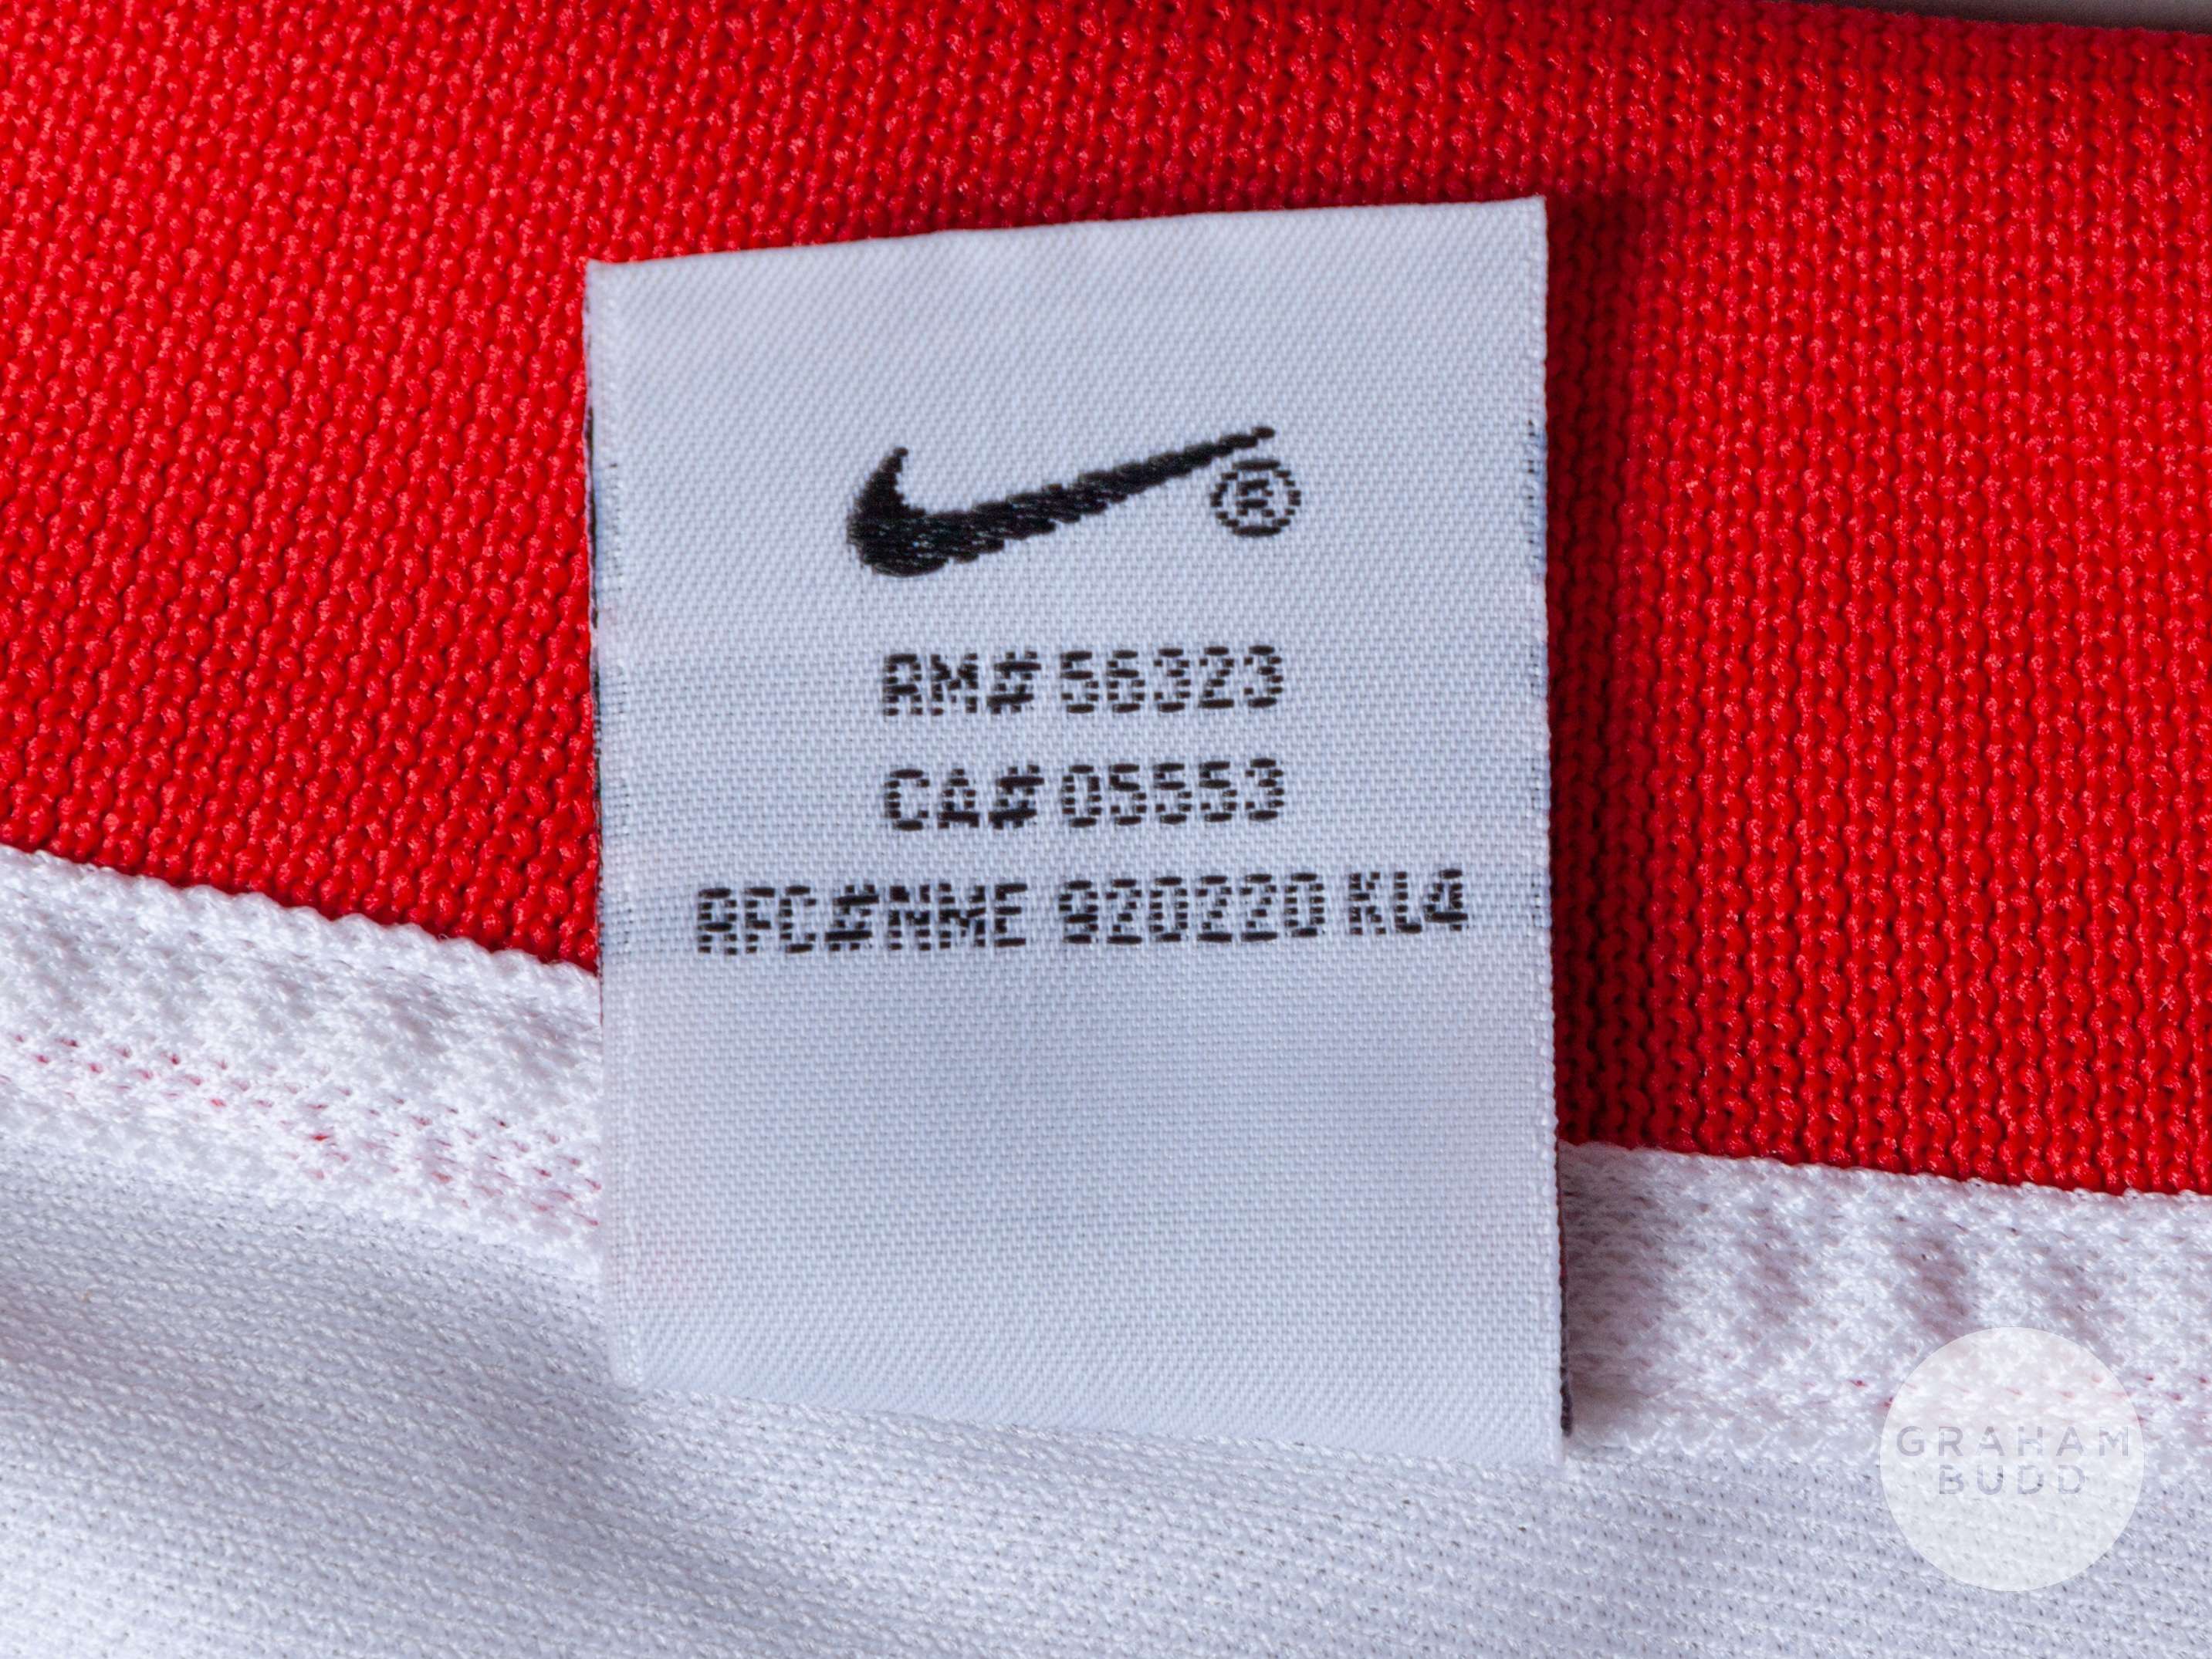 ®
RM# 56323
CA# 05553
RFC#NME 920220 KL4
GRAHAM
BUDD